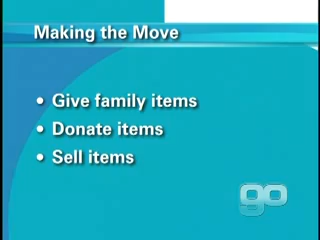 Making the Move
• Give family items
• Donate items
• Sell items
go